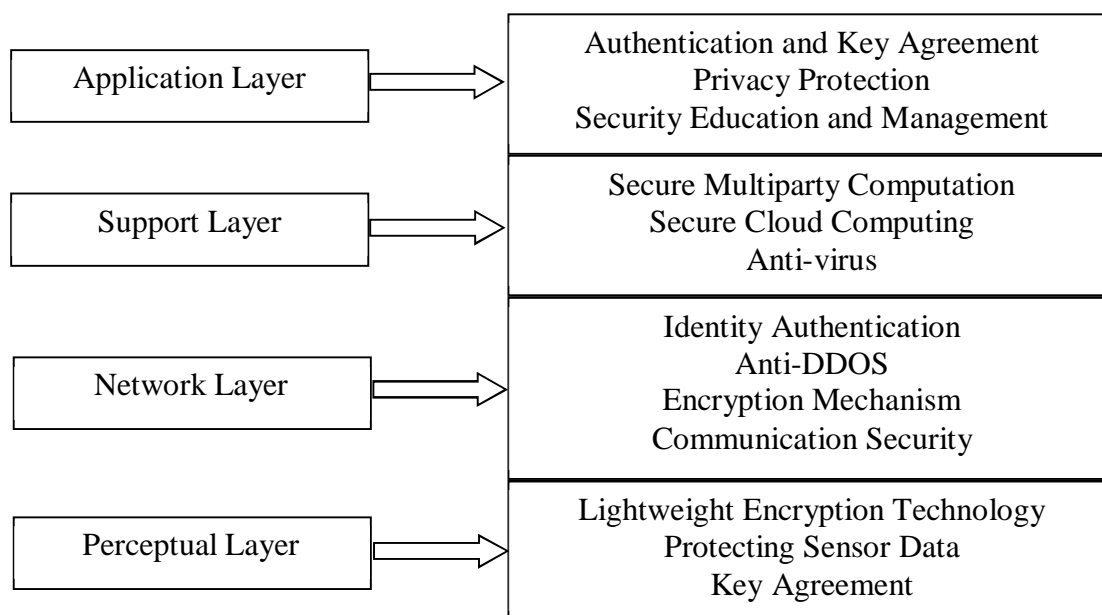 Application Layer
Authentication and Key Agreement
Privacy Protection
Security Education and Management
Support Layer
Secure Multiparty Computation
Secure Cloud Computing
Anti-virus
Network Layer
Identity Authentication
Anti-DDOS
Encryption Mechanism
Communication Security
Perceptual Layer
Lightweight Encryption Technology
Protecting Sensor Data
Key Agreement